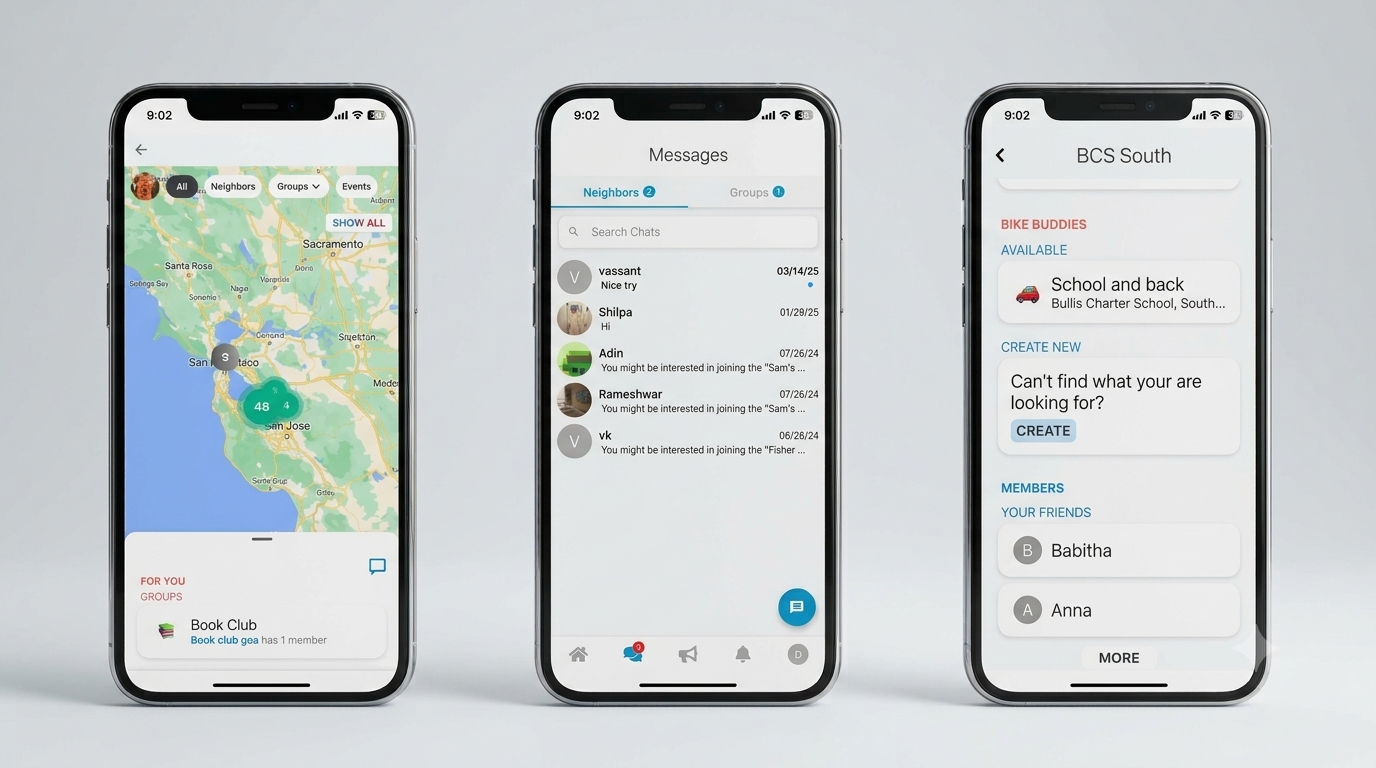 9:02
All
Neighbors
Groups
Events
SHOW ALL
Sacramento
Santa Rosa
San Jose
48
4
S
FOR YOU
GROUPS
Book Club
Book club goa has 1 member
9:02
Messages
Neighbors 2
Groups 1
Search Chats
V
vassant
03/14/25
Nice try
Shilpa
01/29/25
Hi
Adin
07/26/24
You might be interested in joining the "Sam's ...
Rameshwar
07/26/24
You might be interested in joining the "Sam's ...
V
vk
06/26/24
You might be interested in joining the "Fisher ...
D
9:02
BCS South
BIKE BUDDIES
AVAILABLE
School and back
Bullis Charter School, South...
CREATE NEW
Can't find what your are
looking for?
CREATE
MEMBERS
YOUR FRIENDS
B
Babitha
A
Anna
MORE